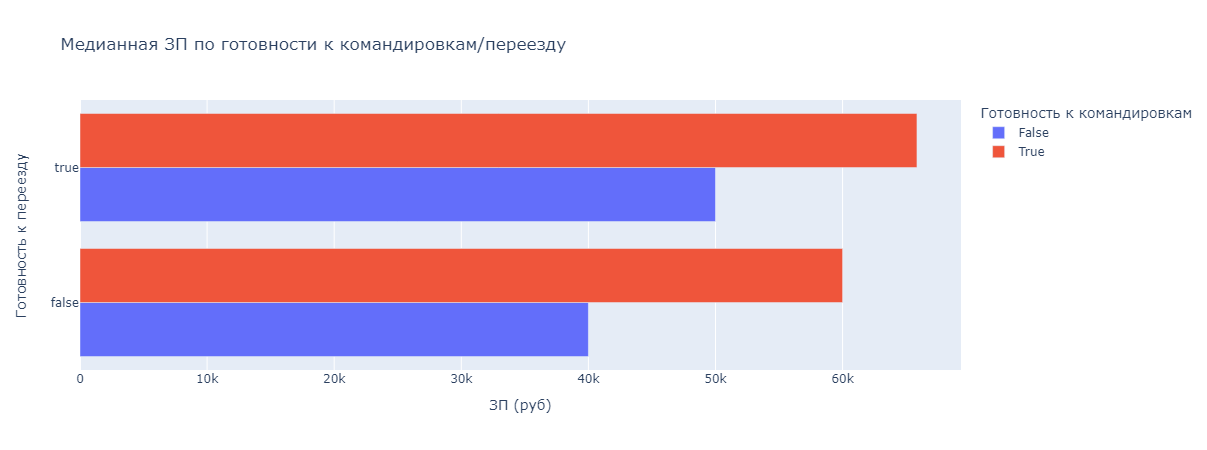 Медианная ЗП по готовности к командировкам/переезду
Готовность к переезду
true
false
0 10k 20k 30k 40k 50k 60k
ЗП (руб)
Готовность к командировкам
False
True